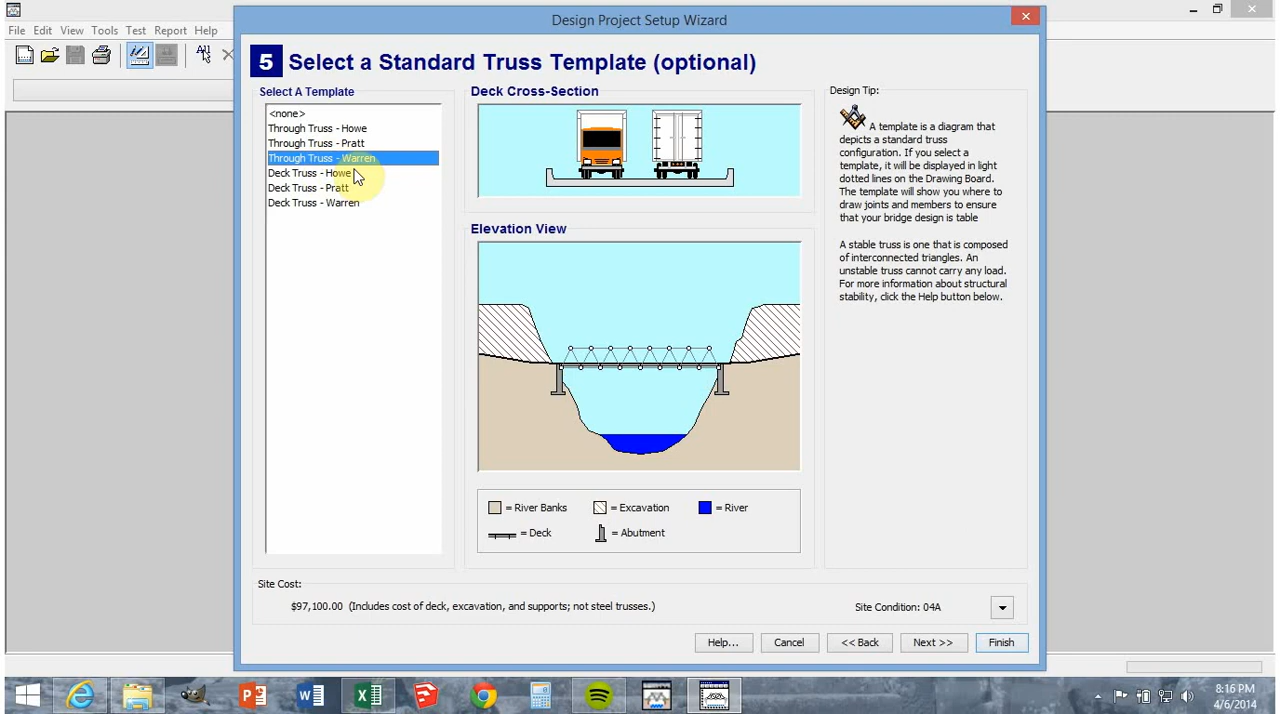 Design Project Setup Wizard
File Edit View Tools Test Report Help
5 Select a Standard Truss Template (optional)
Select A Template
<none>
Through Truss - Howe
Through Truss - Pratt
Through Truss - Warren
Deck Truss - Howe
Deck Truss - Pratt
Deck Truss - Warren
Deck Cross-Section
Elevation View
= River Banks
= Excavation
= River
= Deck
= Abutment
Design Tip:
A template is a diagram that
depicts a standard truss
configuration. If you select a
template, it will be displayed in light
dotted lines on the Drawing Board.
The template will show you where to
draw joints and members to ensure
that your bridge design is table
A stable truss is one that is composed
of interconnected triangles. An
unstable truss cannot carry any load.
For more information about structural
stability, click the Help button below.
Site Cost:
$97,100.00 (Includes cost of deck, excavation, and supports; not steel trusses.)
Site Condition: 04A
Help... Cancel << Back Next >> Finish
8:16 PM
4/6/2014